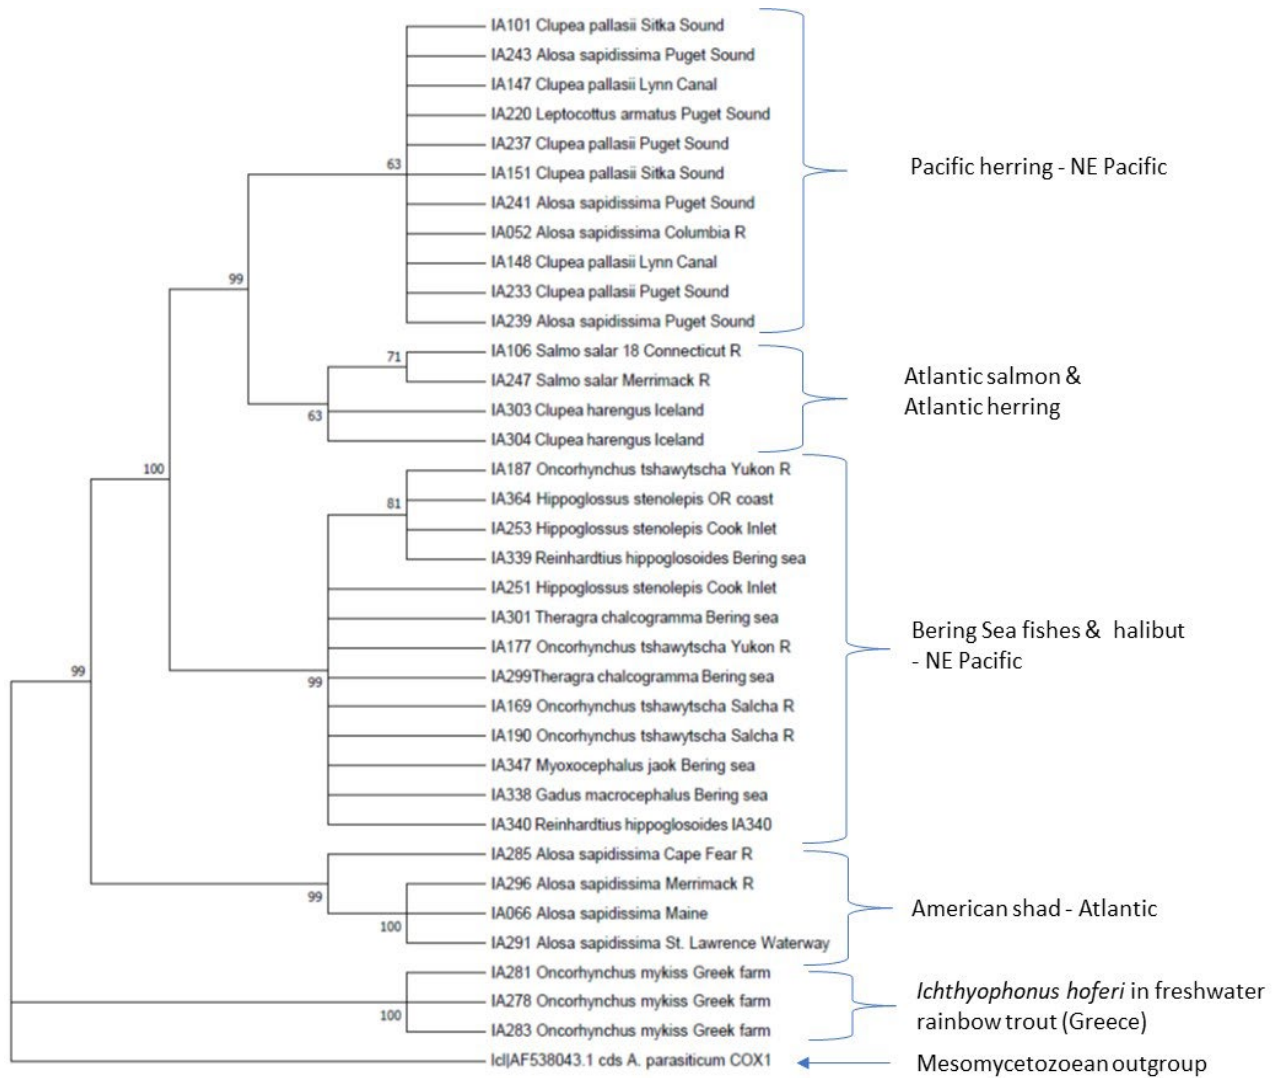 IA101 Clupea pallasii Sitka Sound
IA243 Alosa sapidissima Puget Sound
IA147 Clupea pallasii Lynn Canal
IA220 Leptocottus armatus Puget Sound
IA237 Clupea pallasii Puget Sound
63
IA151 Clupea pallasii Sitka Sound
Pacific herring - NE Pacific
IA241 Alosa sapidissima Puget Sound
IA052 Alosa sapidissima Columbia R
IA148 Clupea pallasii Lynn Canal
99
IA233 Clupea pallasii Puget Sound
IA239 Alosa sapidissima Puget Sound
71
IA106 Salmo salar 18 Connecticut R
IA247 Salmo salar Merrimack R
Atlantic salmon &
Atlantic herring
63
IA303 Clupea harengus Iceland
IA304 Clupea harengus Iceland
100
IA187 Oncorhynchus tshawytscha Yukon R
81
IA364 Hippoglossus stenolepis OR coast
IA253 Hippoglossus stenolepis Cook Inlet
IA339 Reinhardtius hippoglosoides Bering sea
IA251 Hippoglossus stenolepis Cook Inlet
IA301 Theragra chalcogramma Bering sea
IA177 Oncorhynchus tshawytscha Yukon R
Bering Sea fishes & halibut
- NE Pacific
99
99
IA299Theragra chalcogramma Bering sea
IA169 Oncorhynchus tshawytscha Salcha R
IA190 Oncorhynchus tshawytscha Salcha R
IA347 Myoxocephalus jaok Bering sea
IA338 Gadus macrocephalus Bering sea
IA340 Reinhardtius hippoglosoides IA340
IA285 Alosa sapidissima Cape Fear R
99
IA296 Alosa sapidissima Merrimack R
IA066 Alosa sapidissima Maine
American shad - Atlantic
100
IA291 Alosa sapidissima St. Lawrence Waterway
IA281 Oncorhynchus mykiss Greek farm
IA278 Oncorhynchus mykiss Greek farm
Ichthyophonus hoferi in freshwater
rainbow trout (Greece)
100
IA283 Oncorhynchus mykiss Greek farm
lcl|AF538043.1 cds A. parasiticum COX1
Mesomycetozoean outgroup